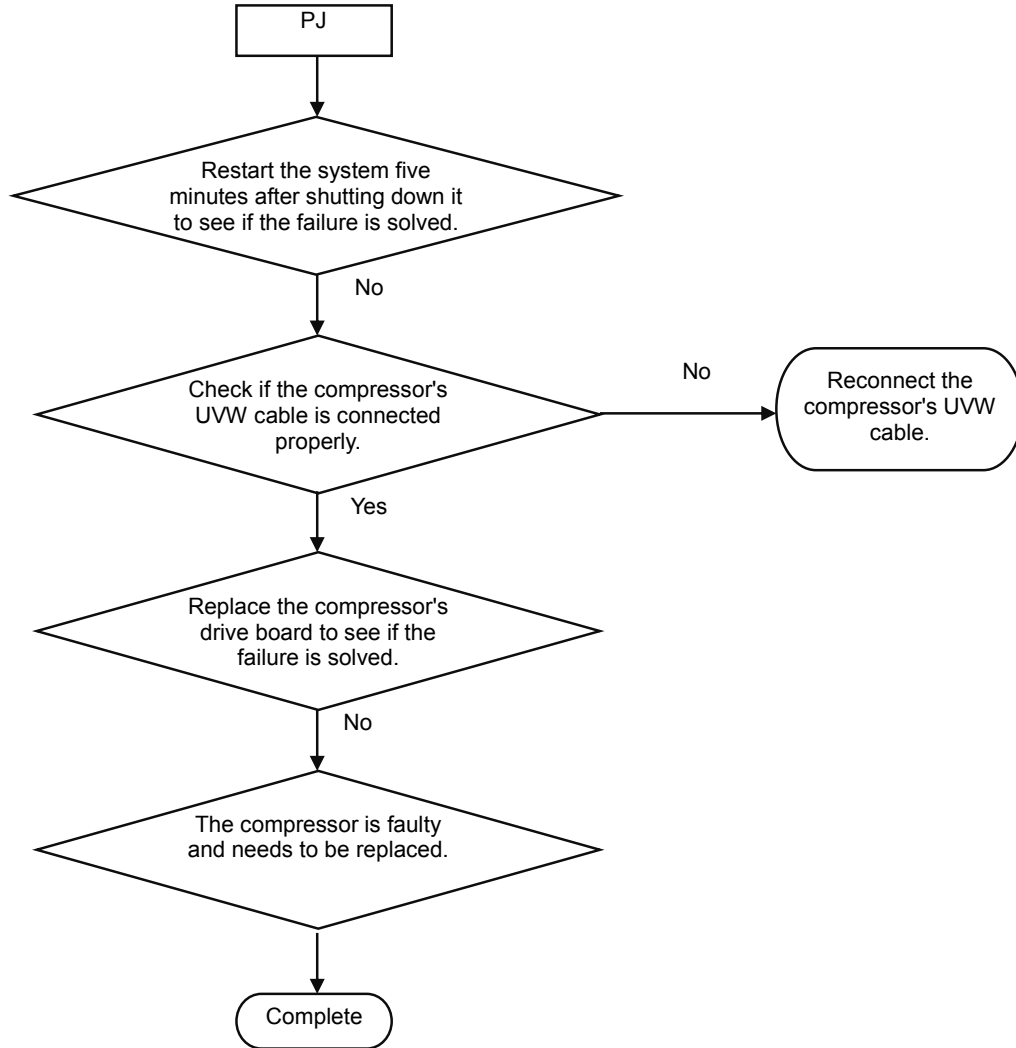 PJ
Restart the system five
minutes after shutting down it
to see if the failure is solved.
No
Check if the compressor's
UVW cable is connected
properly.
No
Reconnect the
compressor's UVW
cable.
Yes
Replace the compressor's
drive board to see if the
failure is solved.
No
The compressor is faulty
and needs to be replaced.
Complete